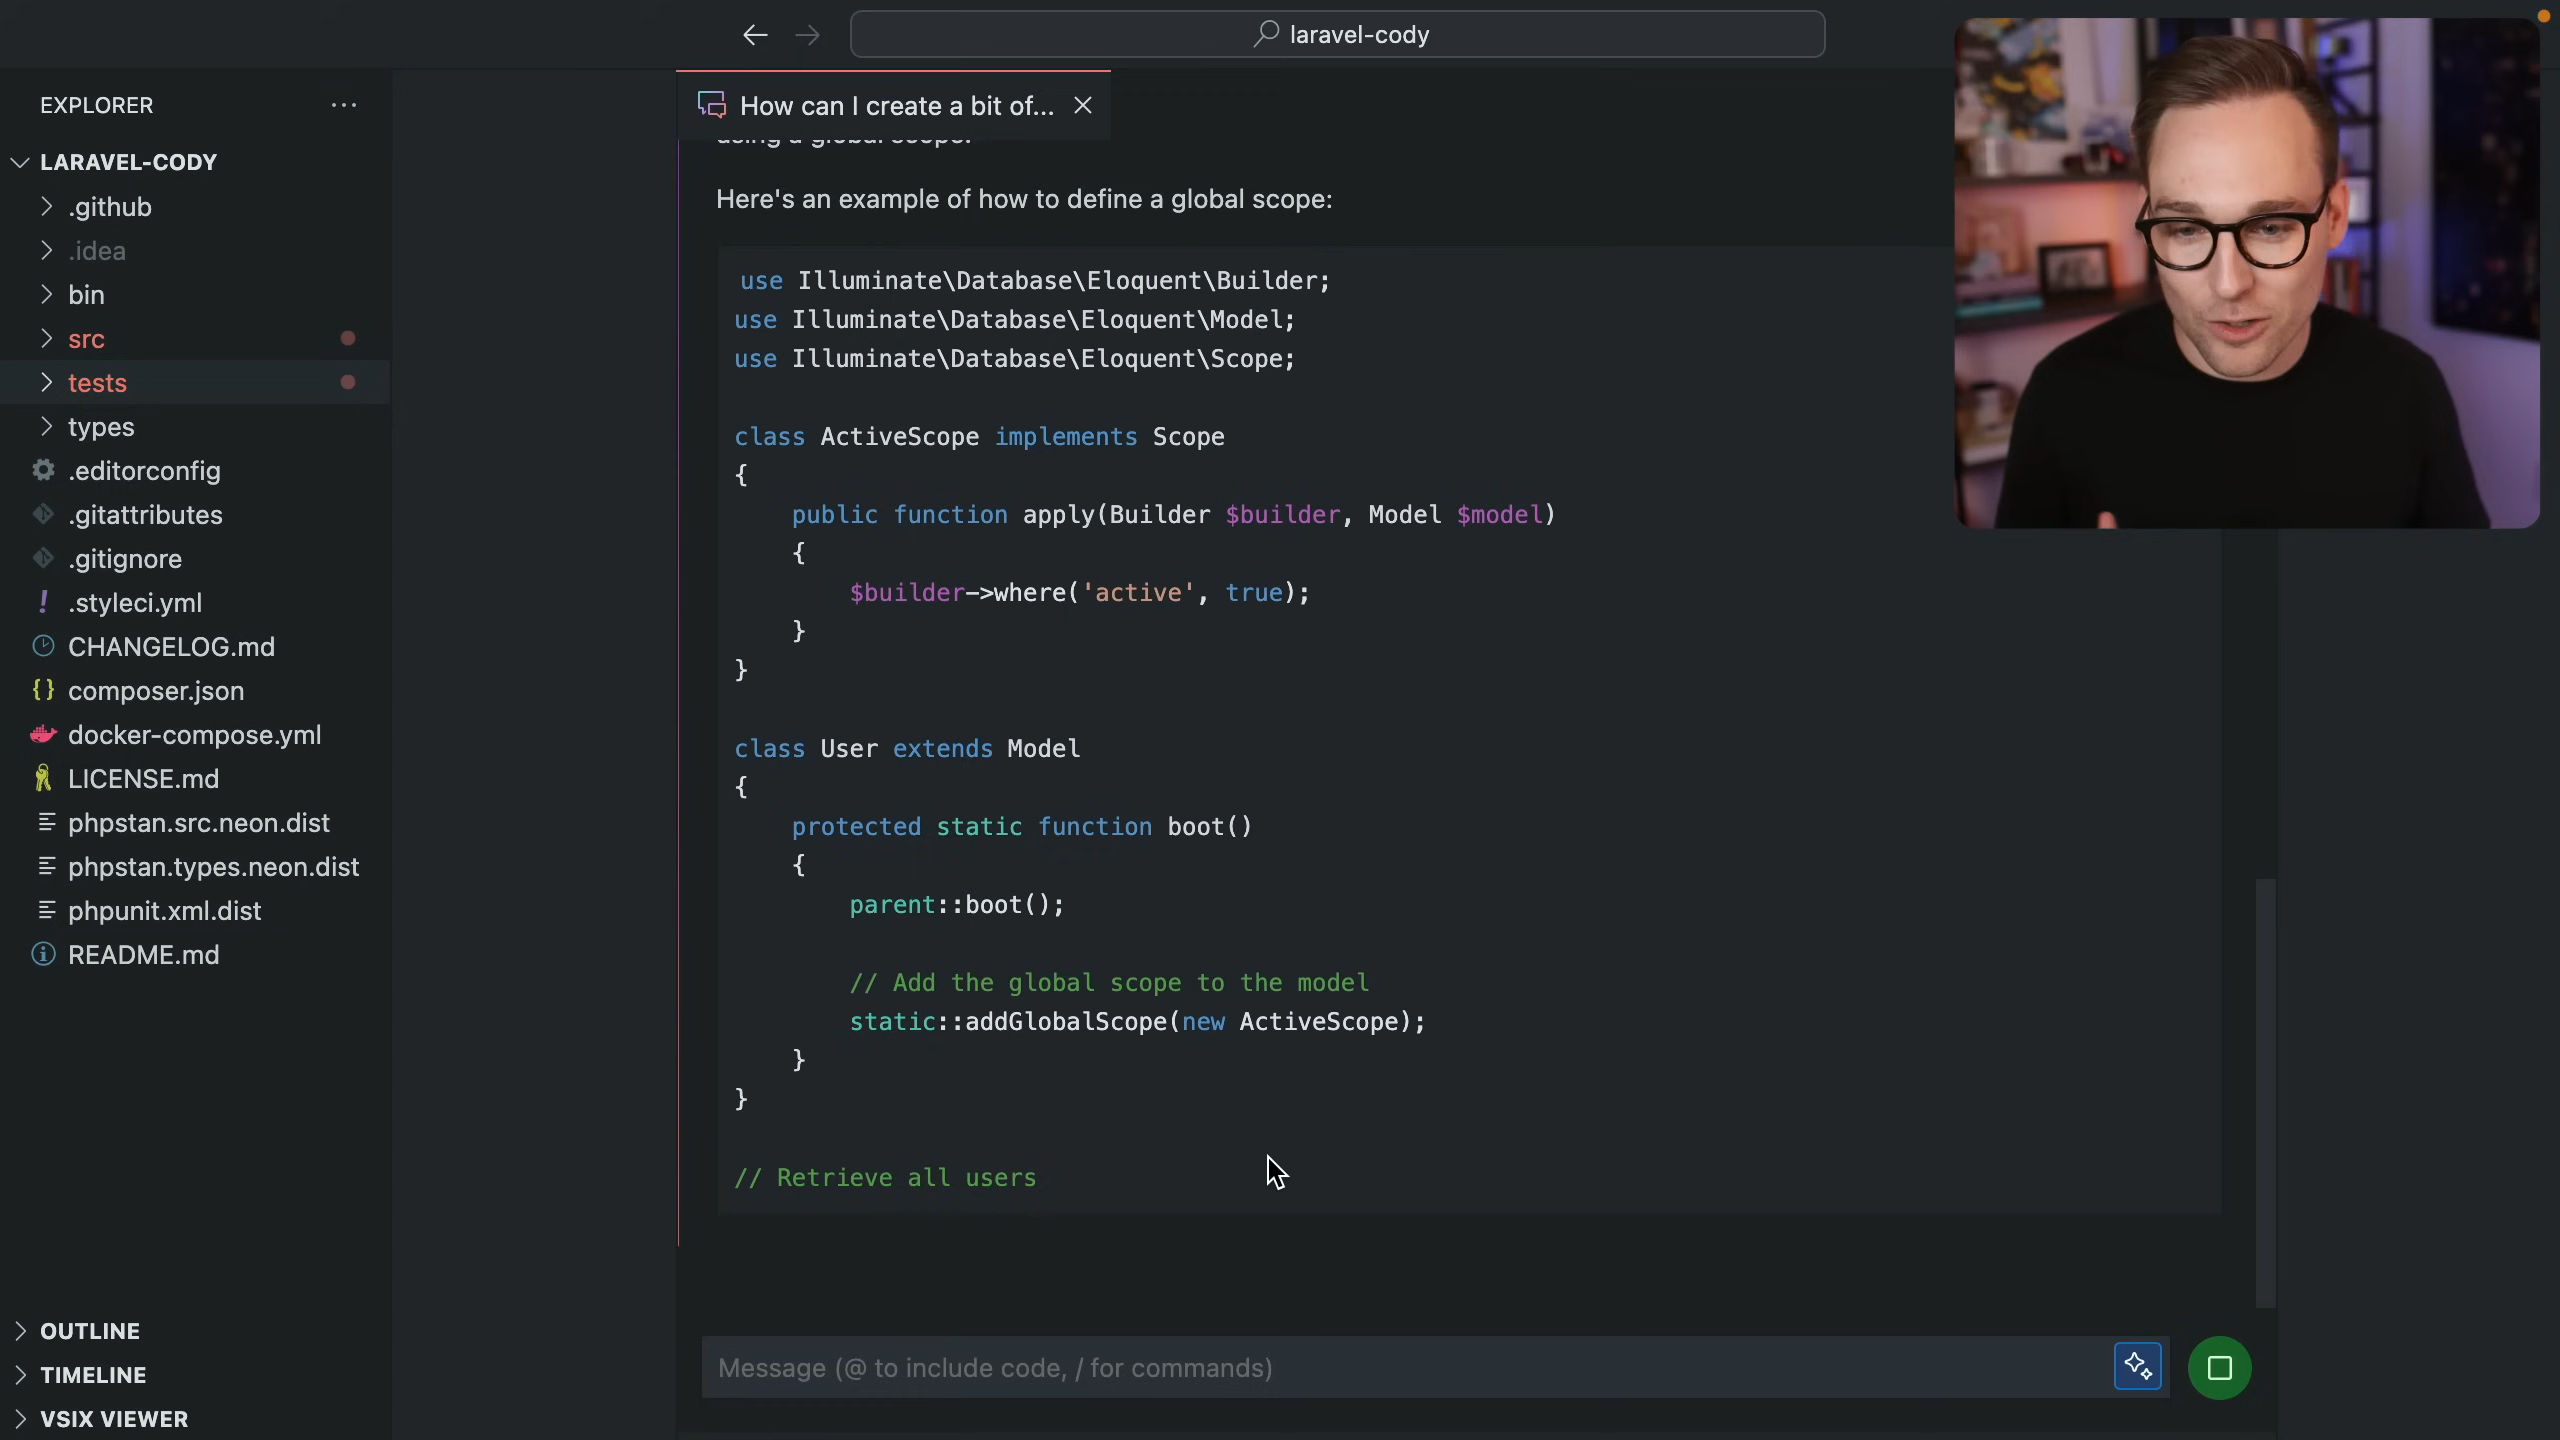 laravel-cody
EXPLORER
How can I create a bit of...
LARAVEL-CODY
.github
.idea
bin
src
tests
types
.editorconfig
.gitattributes
.gitignore
.styleci.yml
CHANGELOG.md
composer.json
docker-compose.yml
LICENSE.md
phpstan.src.neon.dist
phpstan.types.neon.dist
phpunit.xml.dist
README.md
OUTLINE
TIMELINE
VSIX VIEWER
using a global scope.
Here's an example of how to define a global scope:
use Illuminate\Database\Eloquent\Builder;
use Illuminate\Database\Eloquent\Model;
use Illuminate\Database\Eloquent\Scope;
class ActiveScope implements Scope
{
public function apply(Builder $builder, Model $model)
{
$builder->where('active', true);
}
}
class User extends Model
{
protected static function boot()
{
parent::boot();
// Add the global scope to the model
static::addGlobalScope(new ActiveScope);
}
}
// Retrieve all users
Message (@ to include code, / for commands)